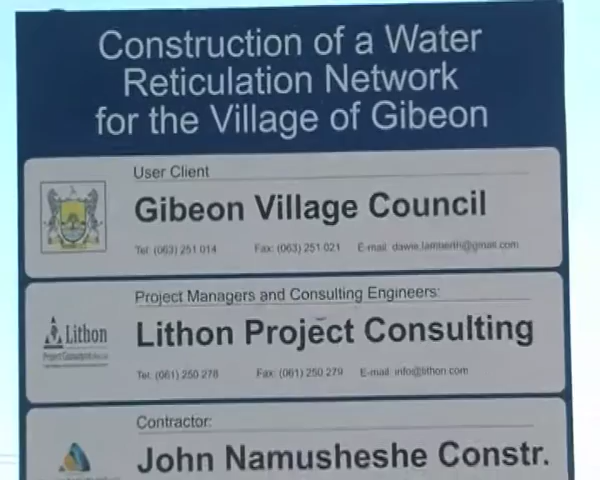 Construction of a Water
Reticulation Network
for the Village of Gibeon
User Client
Gibeon Village Council
Tel: (063) 251 014 Fax: (063) 251 021 E-mail:
Project Managers and Consulting Engineers:
Lithon
Lithon Project Consulting
Tel: (061) 250 278 Fax: (061) 250 279 E-mail: info@lithon.com
Contractor:
John Namusheshe Constr.